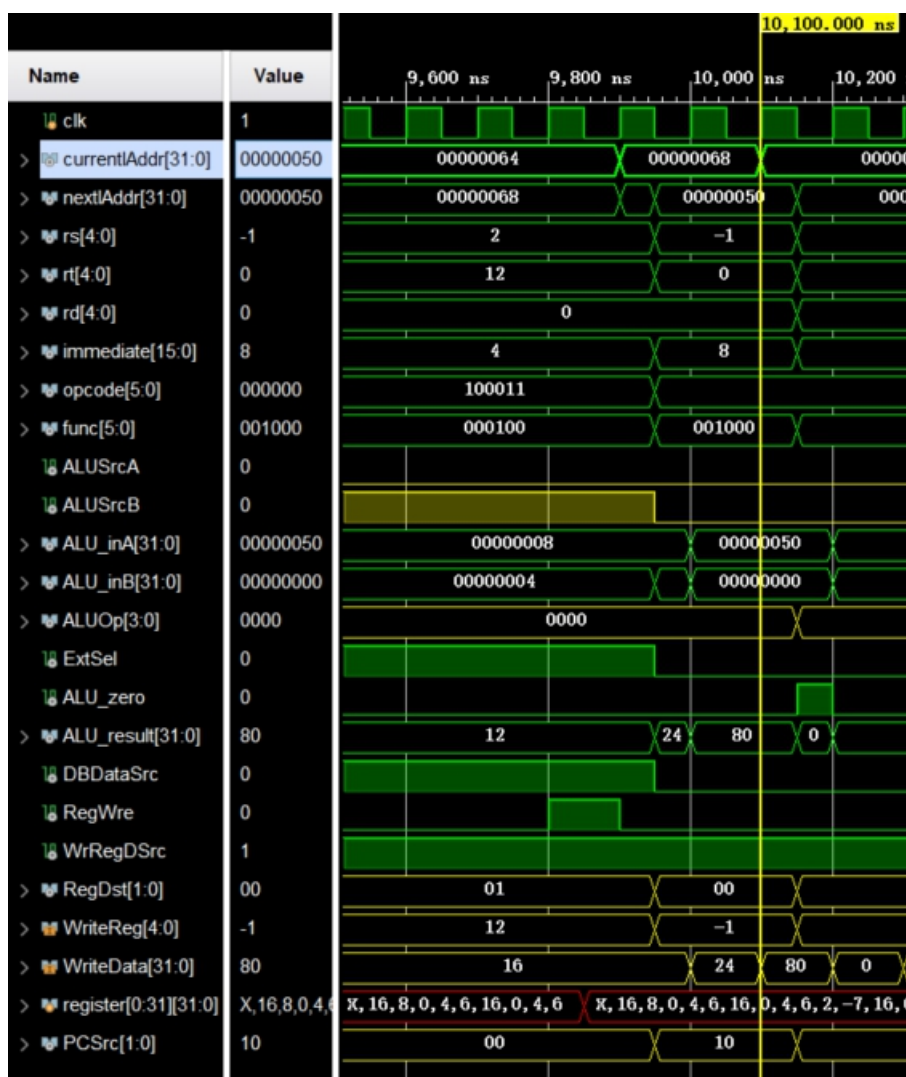 10,100.000 ns
Name Value 9,600 ns 9,800 ns 10,000 ns 10,200
clk 1
currentIAddr[31:0] 00000050 00000064 00000068 00000
nextIAddr[31:0] 00000050 00000068 00000050 000
rs[4:0] -1 2 -1
rt[4:0] 0 12 0
rd[4:0] 0 0
immediate[15:0] 8 4 8
opcode[5:0] 000000 100011
func[5:0] 001000 000100 001000
ALUSrcA 0
ALUSrcB 0
ALU_inA[31:0] 00000050 00000008 00000050
ALU_inB[31:0] 00000000 00000004 00000000
ALUOp[3:0] 0000 0000
ExtSel 0
ALU_zero 0
ALU_result[31:0] 80 12 24 80 0
DBDataSrc 0
RegWre 0
WrRegDSrc 1
RegDst[1:0] 00 01 00
WriteReg[4:0] -1 12 -1
WriteData[31:0] 80 16 24 80 0
register[0:31][31:0] X,16,8,0,4,6 X,16,8,0,4,6,16,0,4,6 X,16,8,0,4,6,16,0,4,6,2,-7,16,
PCSrc[1:0] 10 00 10